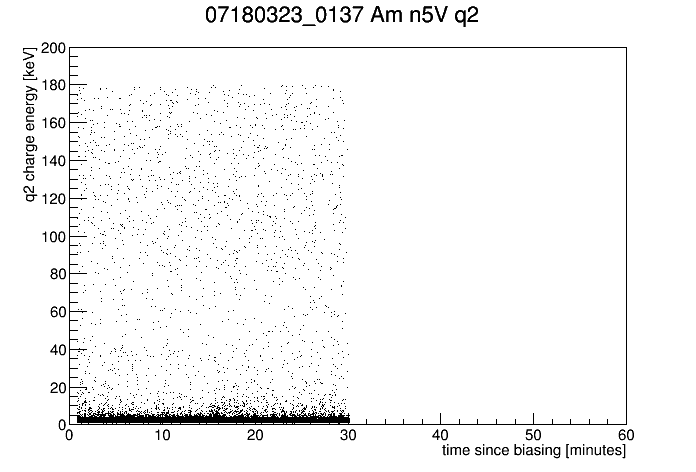 07180323_0137 Am n5V q2
q2 charge energy [keV]
200
180
160
140
120
100
80
60
40
20
0
0 10 20 30 40 50 60
time since biasing [minutes]